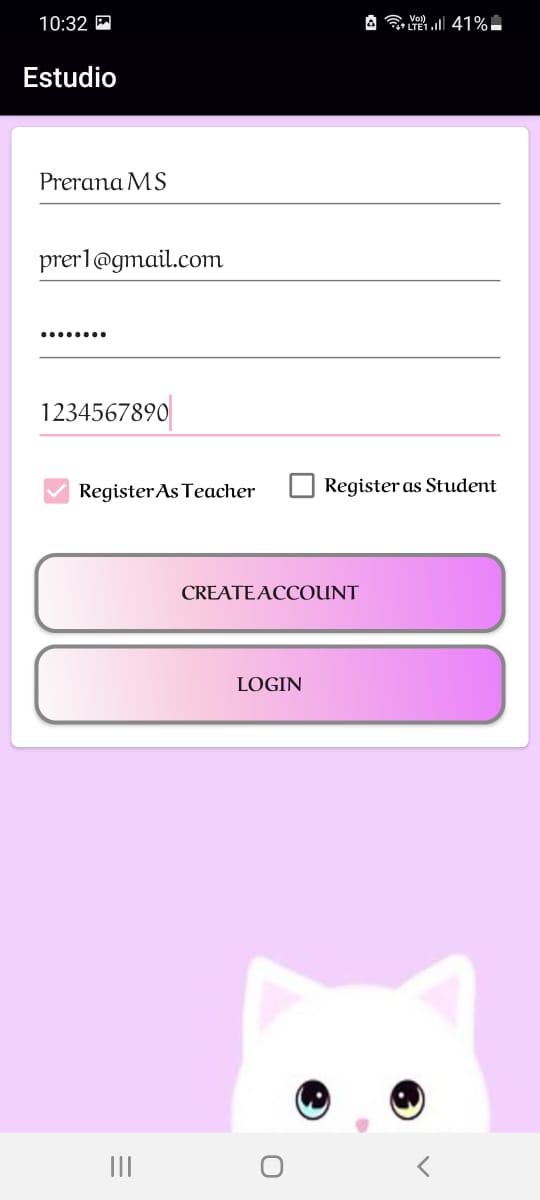 10:32 Vo)) LTE1 41%
Estudio
Prerana M S
prer1@gmail.com
••••••••
1234567890
Register As Teacher Register as Student
CREATE ACCOUNT
LOGIN